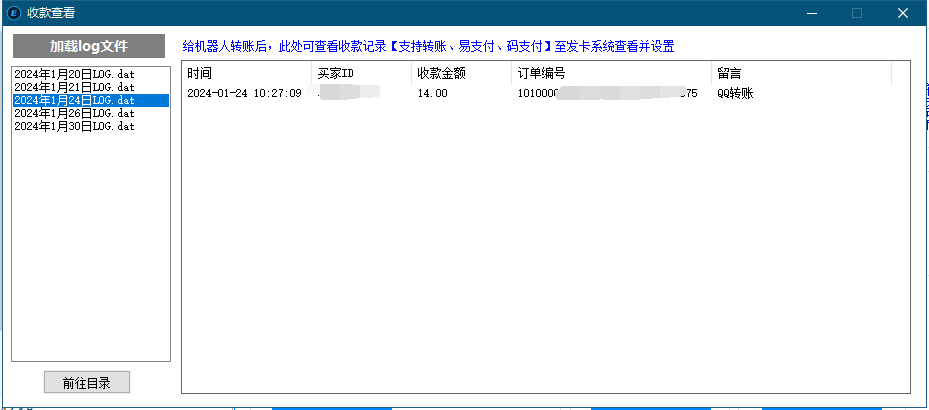 收款查看
加载log文件
给机器人转账后，此处可查看收款记录【支持转账、易支付、码支付】至发卡系统查看并设置
2024年1月20日LOG.dat
2024年1月21日LOG.dat
2024年1月24日LOG.dat
2024年1月26日LOG.dat
2024年1月30日LOG.dat
时间 买家ID 收款金额 订单编号 留言
2024-01-24 10:27:09 14.00 1010000 75 QQ转账
前往目录